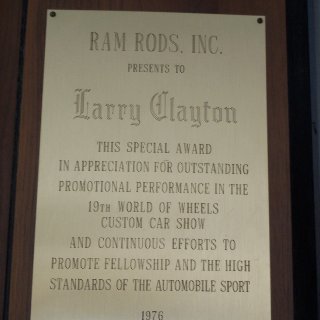 RAM RODS, INC.
PRESENTS TO
Larry Clayton
THIS SPECIAL AWARD
IN APPRECIATION FOR OUTSTANDING
PROMOTIONAL PERFORMANCE IN THE
19TH WORLD OF WHEELS
CUSTOM CAR SHOW
AND CONTINUOUS EFFORTS TO
PROMOTE FELLOWSHIP AND THE HIGH
STANDARDS OF THE AUTOMOBILE SPORT
1976